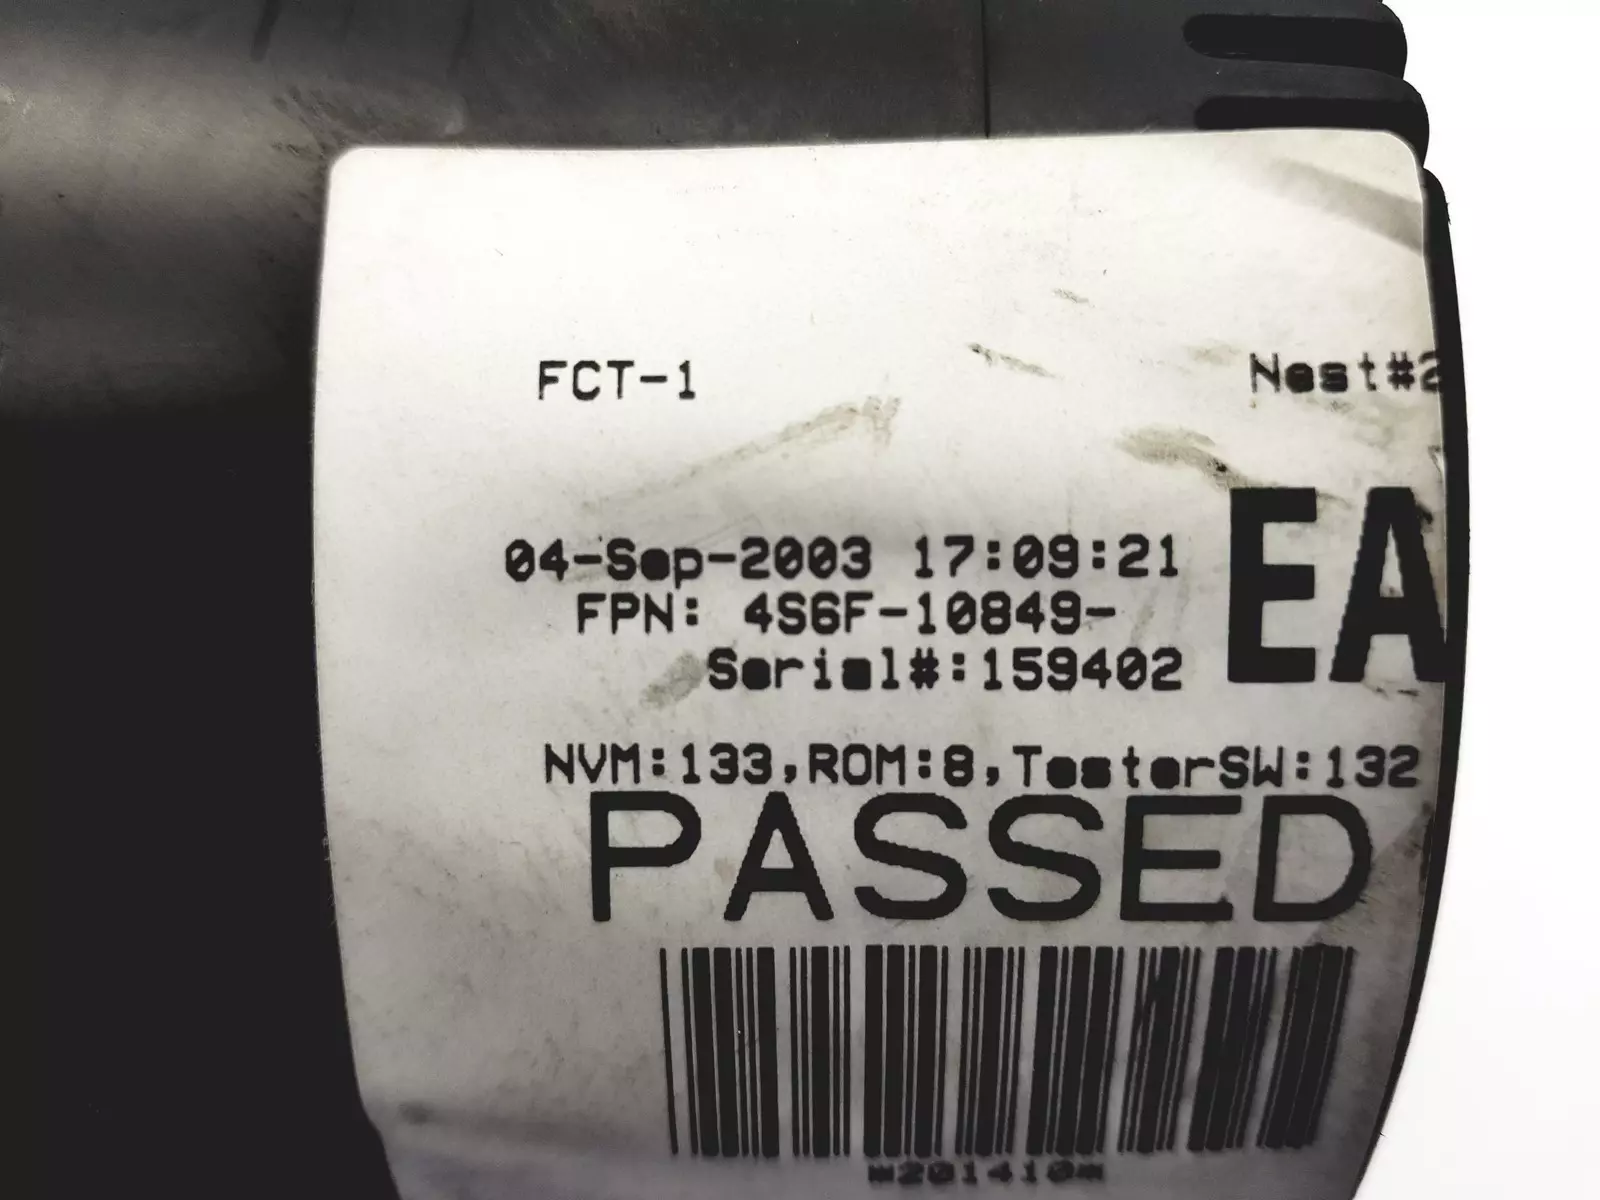 FCT-1 Nest#2
04-Sep-2003 17:09:21
FPN: 4S6F-10849-
EA
Serial#:159402
NVM:133,ROM:8,TesterSW:132
PASSED
*201410*